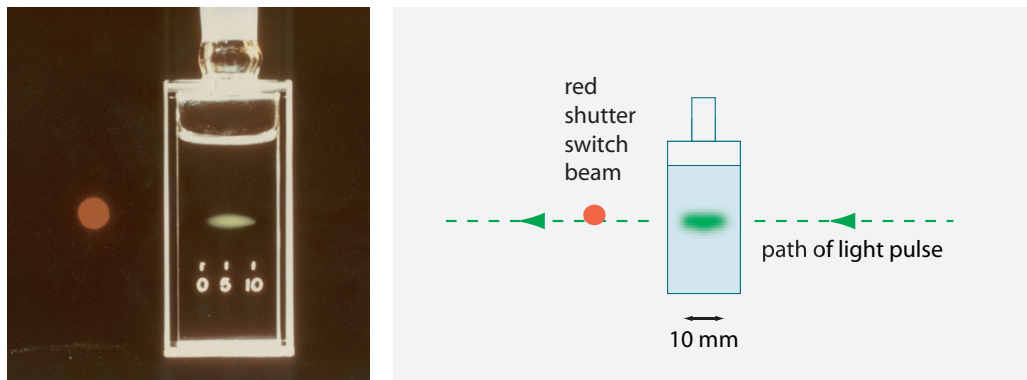 0 5 10
red
shutter
switch
beam
path of light pulse
10 mm